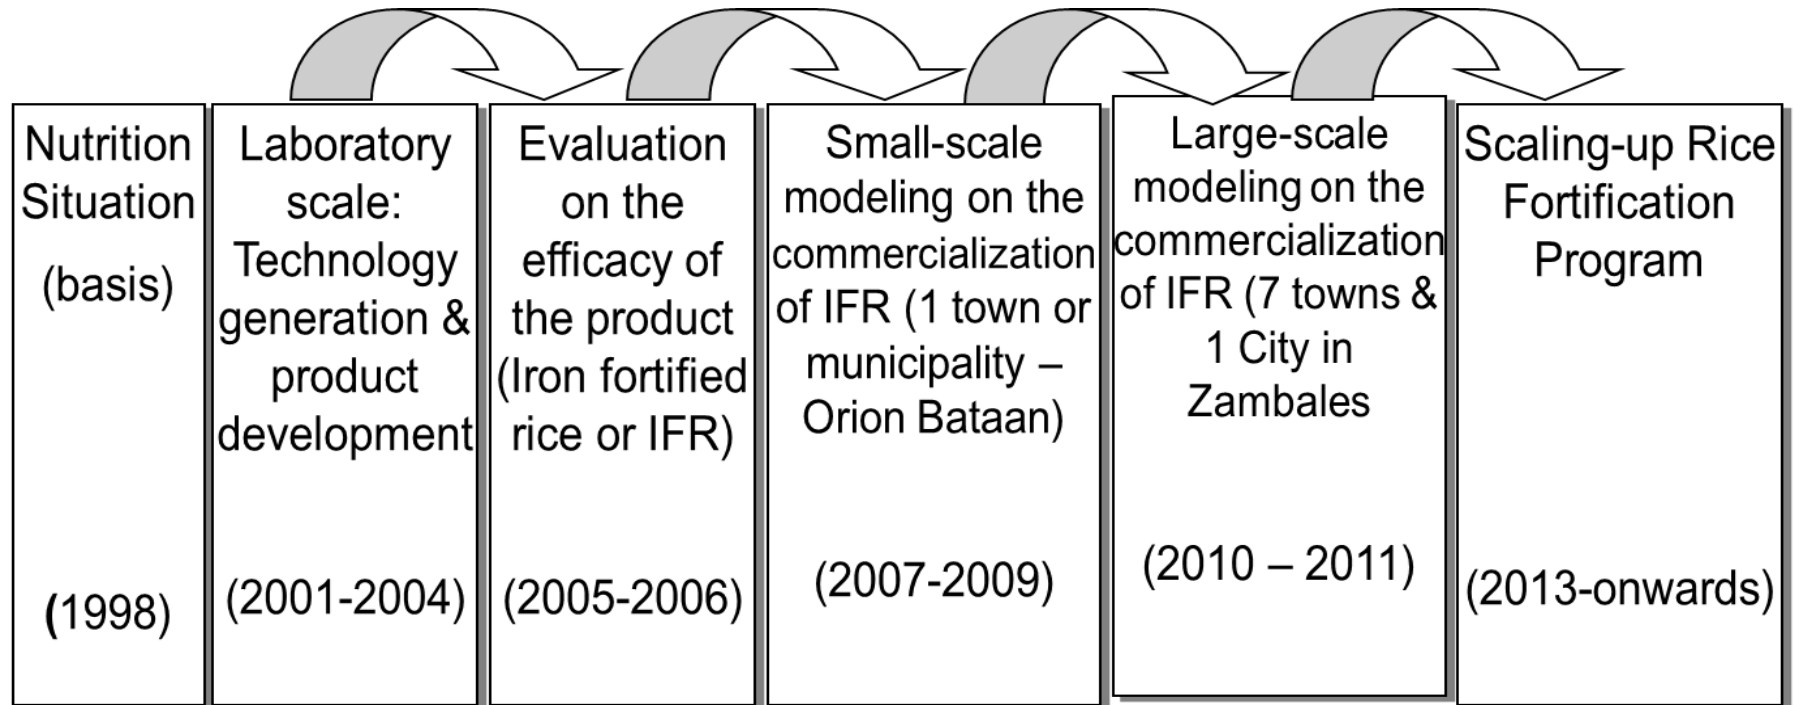 Nutrition
Situation
(basis)
(1998)
Laboratory
scale:
Technology
generation &
product
development
(2001-2004)
Evaluation
on the
efficacy of
the product
(Iron fortified
rice or IFR)
(2005-2006)
Small-scale
modeling on the
commercialization
of IFR (1 town or
municipality –
Orion Bataan)
(2007-2009)
Large-scale
modeling on the
commercialization
of IFR (7 towns &
1 City in
Zambales
(2010 – 2011)
Scaling-up Rice
Fortification
Program
(2013-onwards)